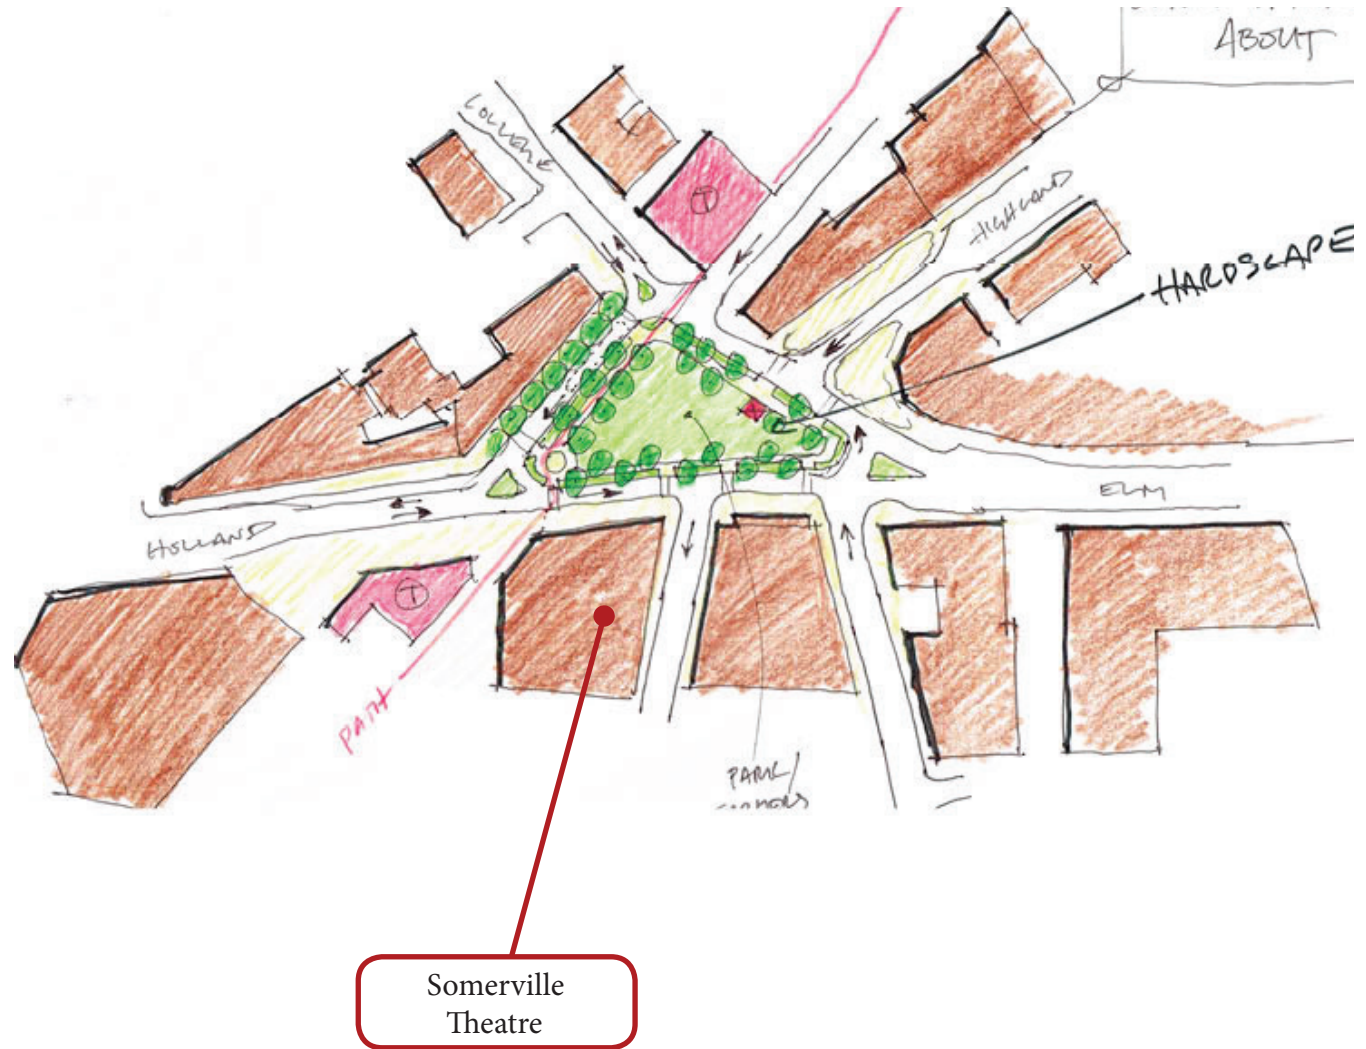 ABOUT
COLLEGE
T
HIGHLAND
HARDSCAPE
ELM
HOLLAND
T
PATH
PARK/
Somerville
Theatre